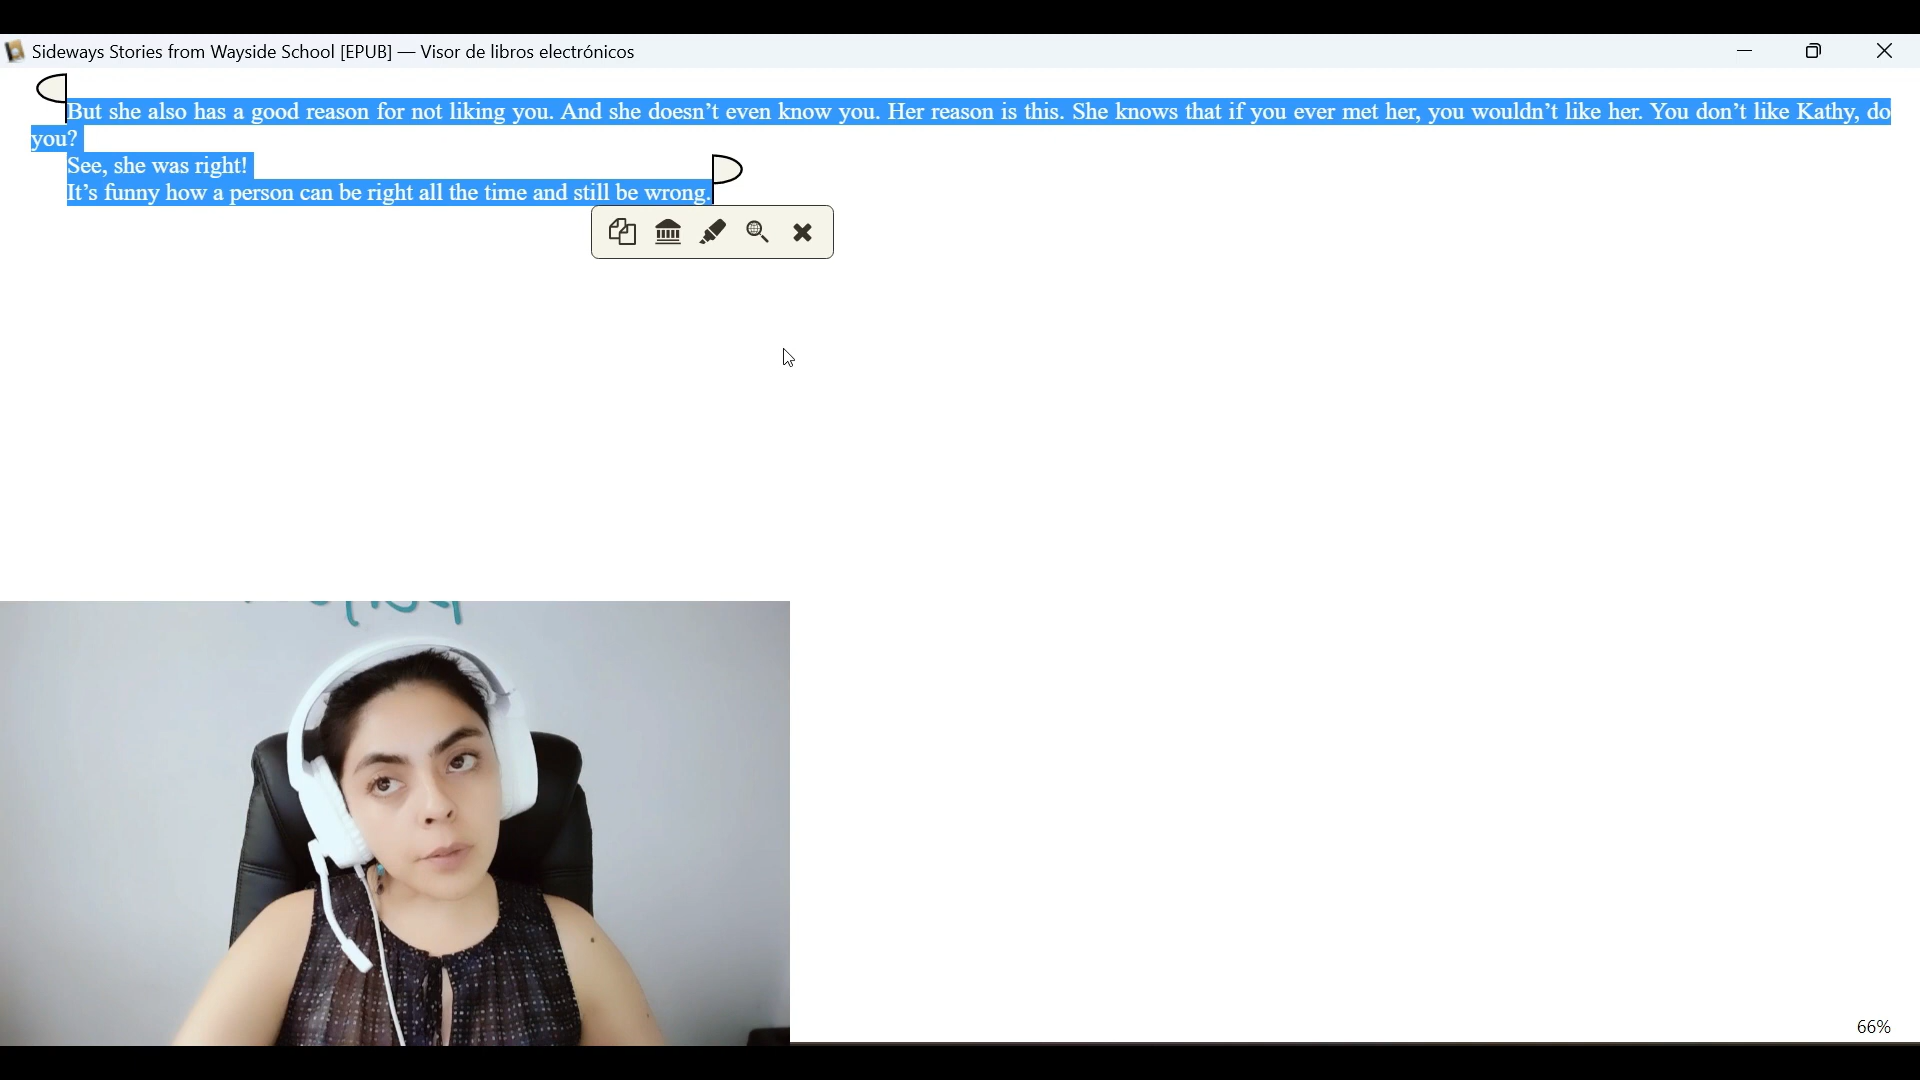 Sideways Stories from Wayside School [EPUB] — Visor de libros electrónicos
But she also has a good reason for not liking you. And she doesn’t even know you. Her reason is this. She knows that if you ever met her, you wouldn’t like her. You don’t like Kathy, do
you?
See, she was right!
It’s funny how a person can be right all the time and still be wrong.
66%